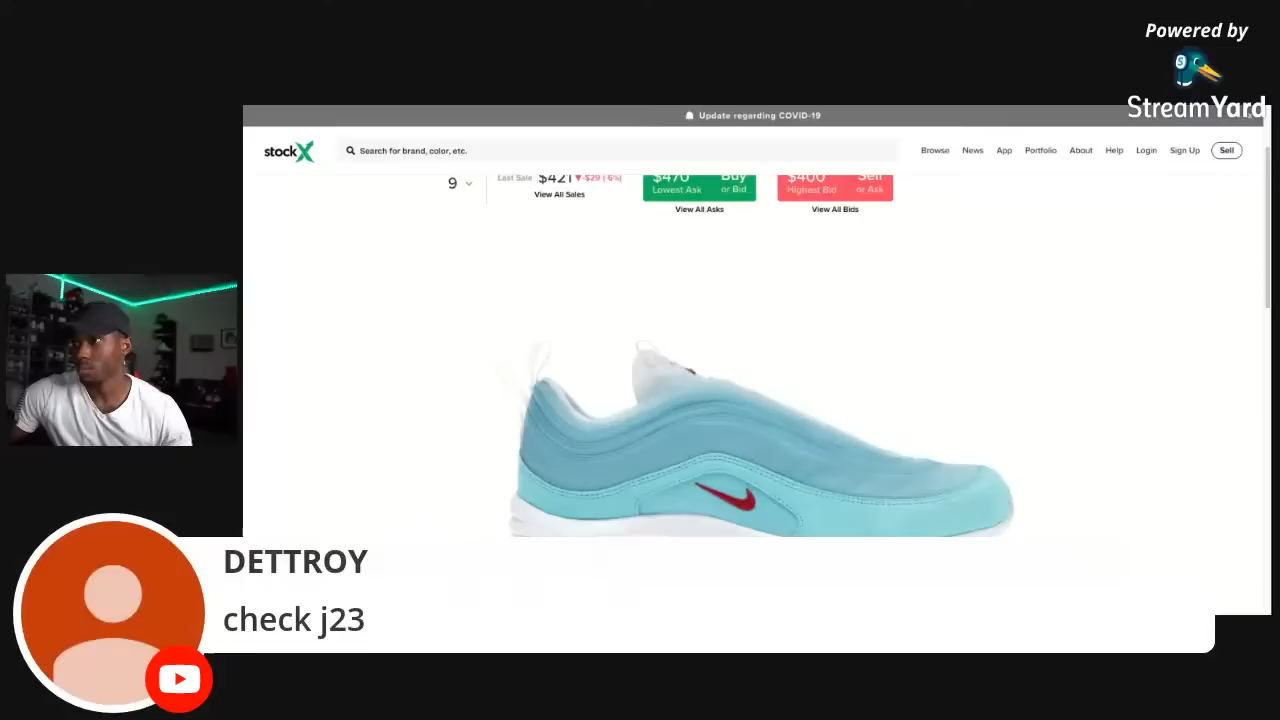 Powered by
StreamYard
Update regarding COVID-19
stockX
Search for brand, color, etc.
Browse News App Portfolio About Help Login Sign Up Sell
9
Last Sale $421 ▼-$29 (-6%)
View All Sales
$470 Buy
Lowest Ask or Bid
View All Asks
$400 Sell
Highest Bid or Ask
View All Bids
DETTROY
check j23